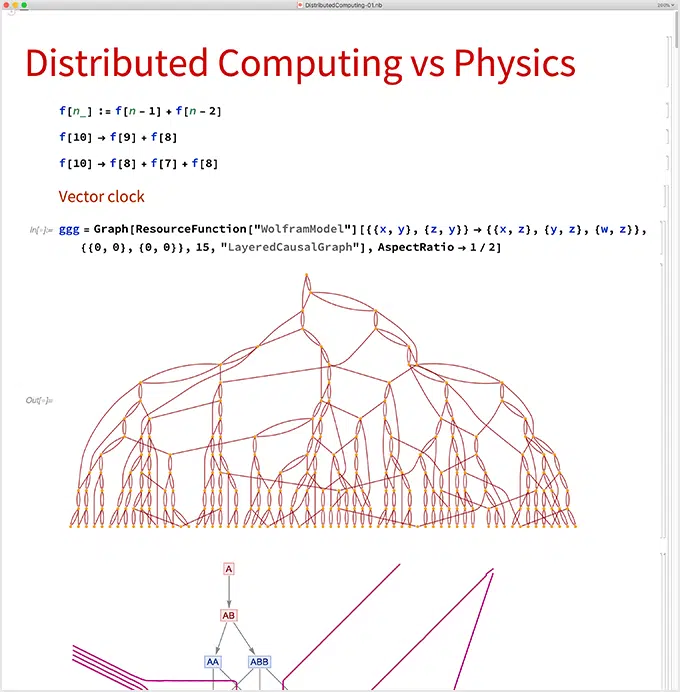 DistributedComputing-01.nb
200%
Distributed Computing vs Physics
f[n_] := f[n - 1] + f[n - 2]
f[10] → f[9] + f[8]
f[10] → f[8] + f[7] + f[8]
Vector clock
In[◦]:= ggg = Graph[ResourceFunction["WolframModel"][{{x, y}, {z, y}} → {{x, z}, {y, z}, {w, z}},
{{0, 0}, {0, 0}}, 15, "LayeredCausalGraph"], AspectRatio → 1 / 2]
Out[◦]=
A
AB
AA ABB